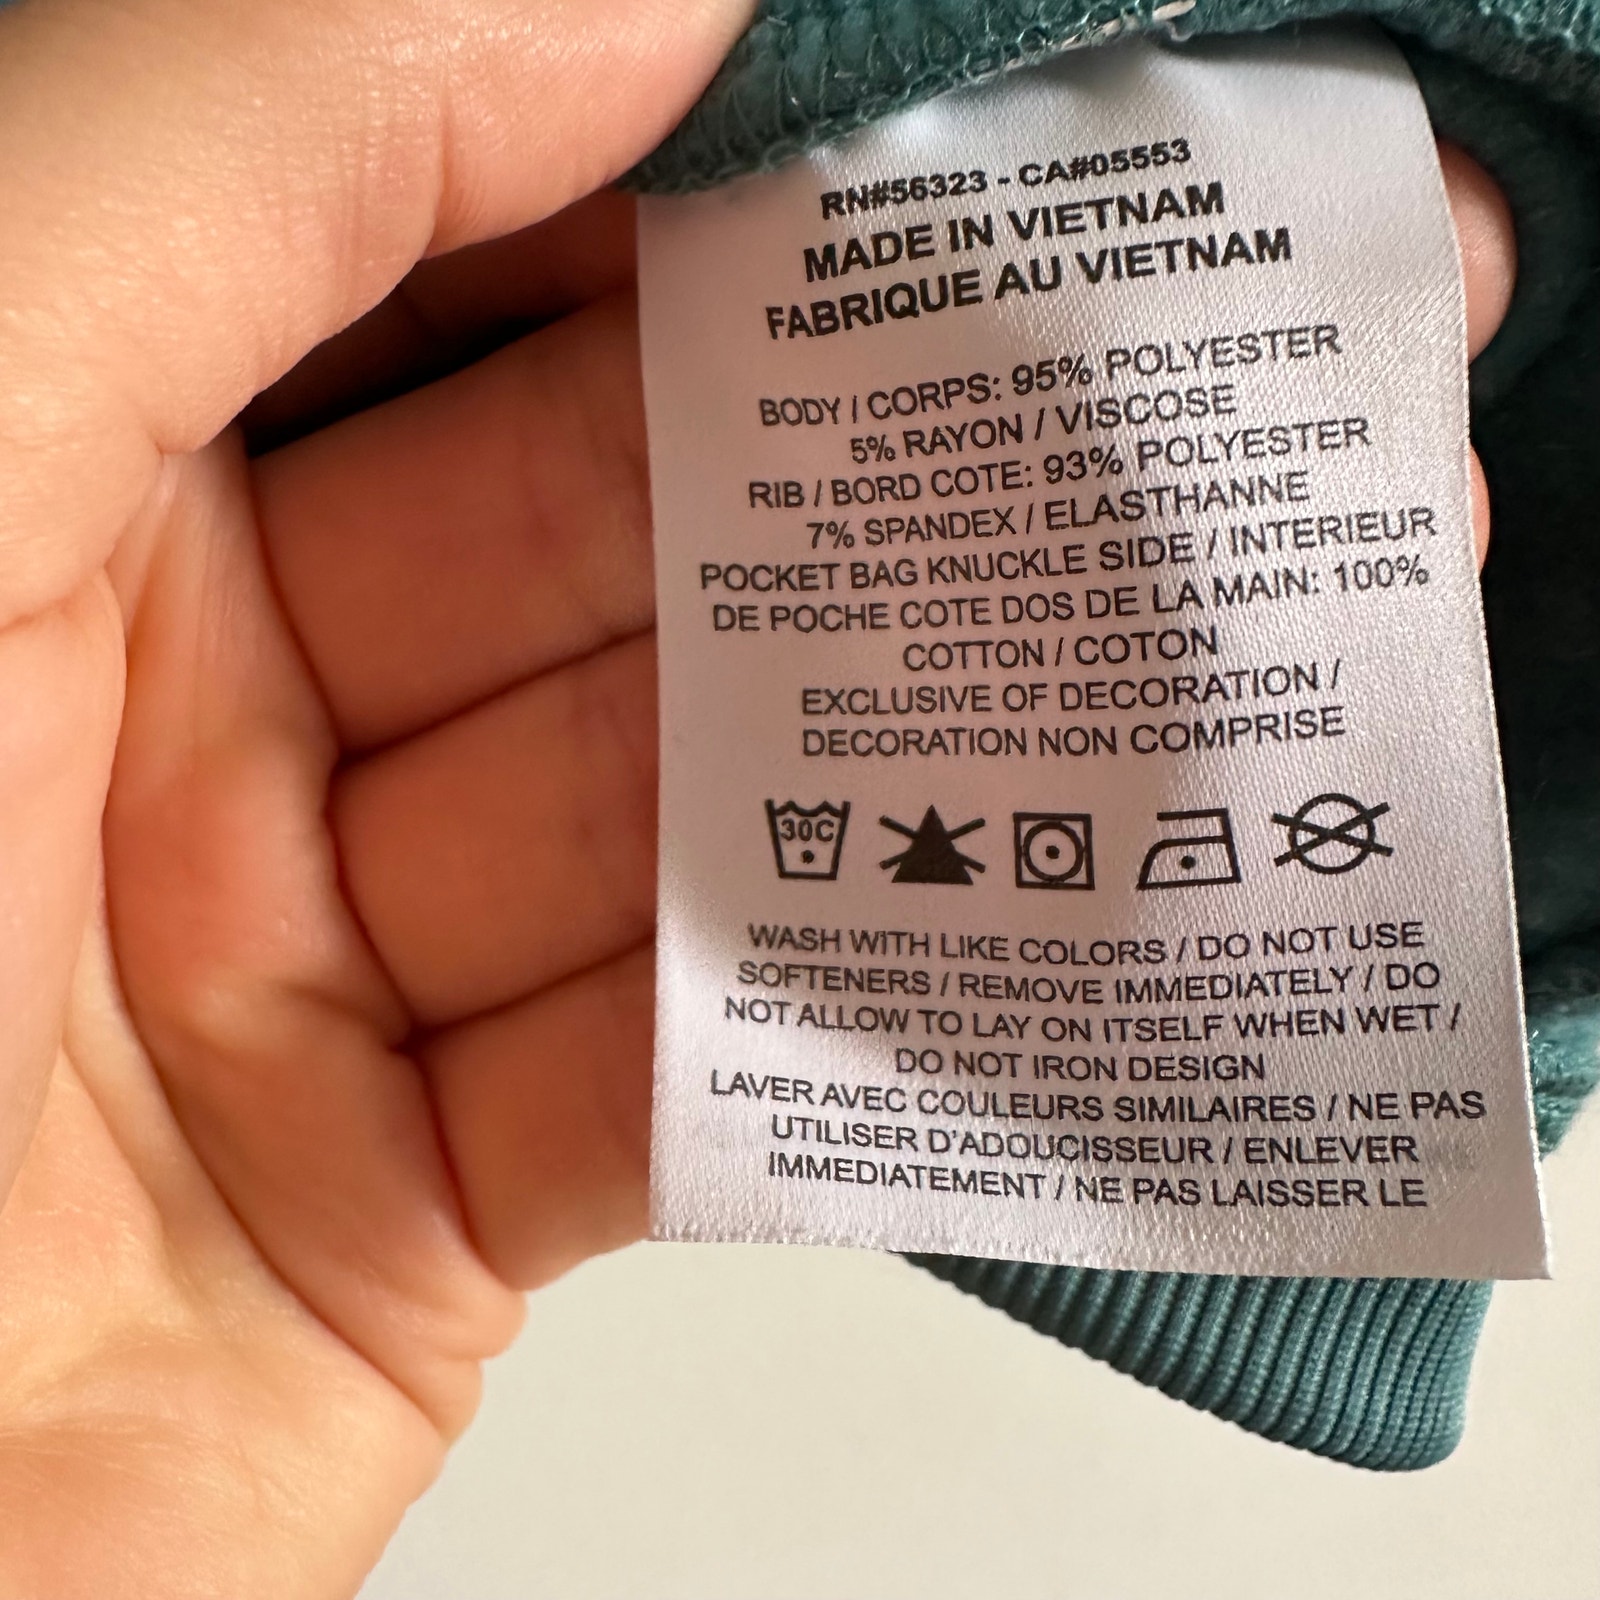 RN#56323 - CA#05553
MADE IN VIETNAM
FABRIQUE AU VIETNAM
BODY / CORPS: 95% POLYESTER
5% RAYON / VISCOSE
RIB / BORD COTE: 93% POLYESTER
7% SPANDEX / ELASTHANNE
POCKET BAG KNUCKLE SIDE / INTERIEUR
DE POCHE COTE DOS DE LA MAIN: 100%
COTTON / COTON
EXCLUSIVE OF DECORATION /
DECORATION NON COMPRISE
30C
WASH WITH LIKE COLORS / DO NOT USE
SOFTENERS / REMOVE IMMEDIATELY / DO
NOT ALLOW TO LAY ON ITSELF WHEN WET /
DO NOT IRON DESIGN
LAVER AVEC COULEURS SIMILAIRES / NE PAS
UTILISER D'ADOUCISSEUR / ENLEVER
IMMEDIATEMENT / NE PAS LAISSER LE